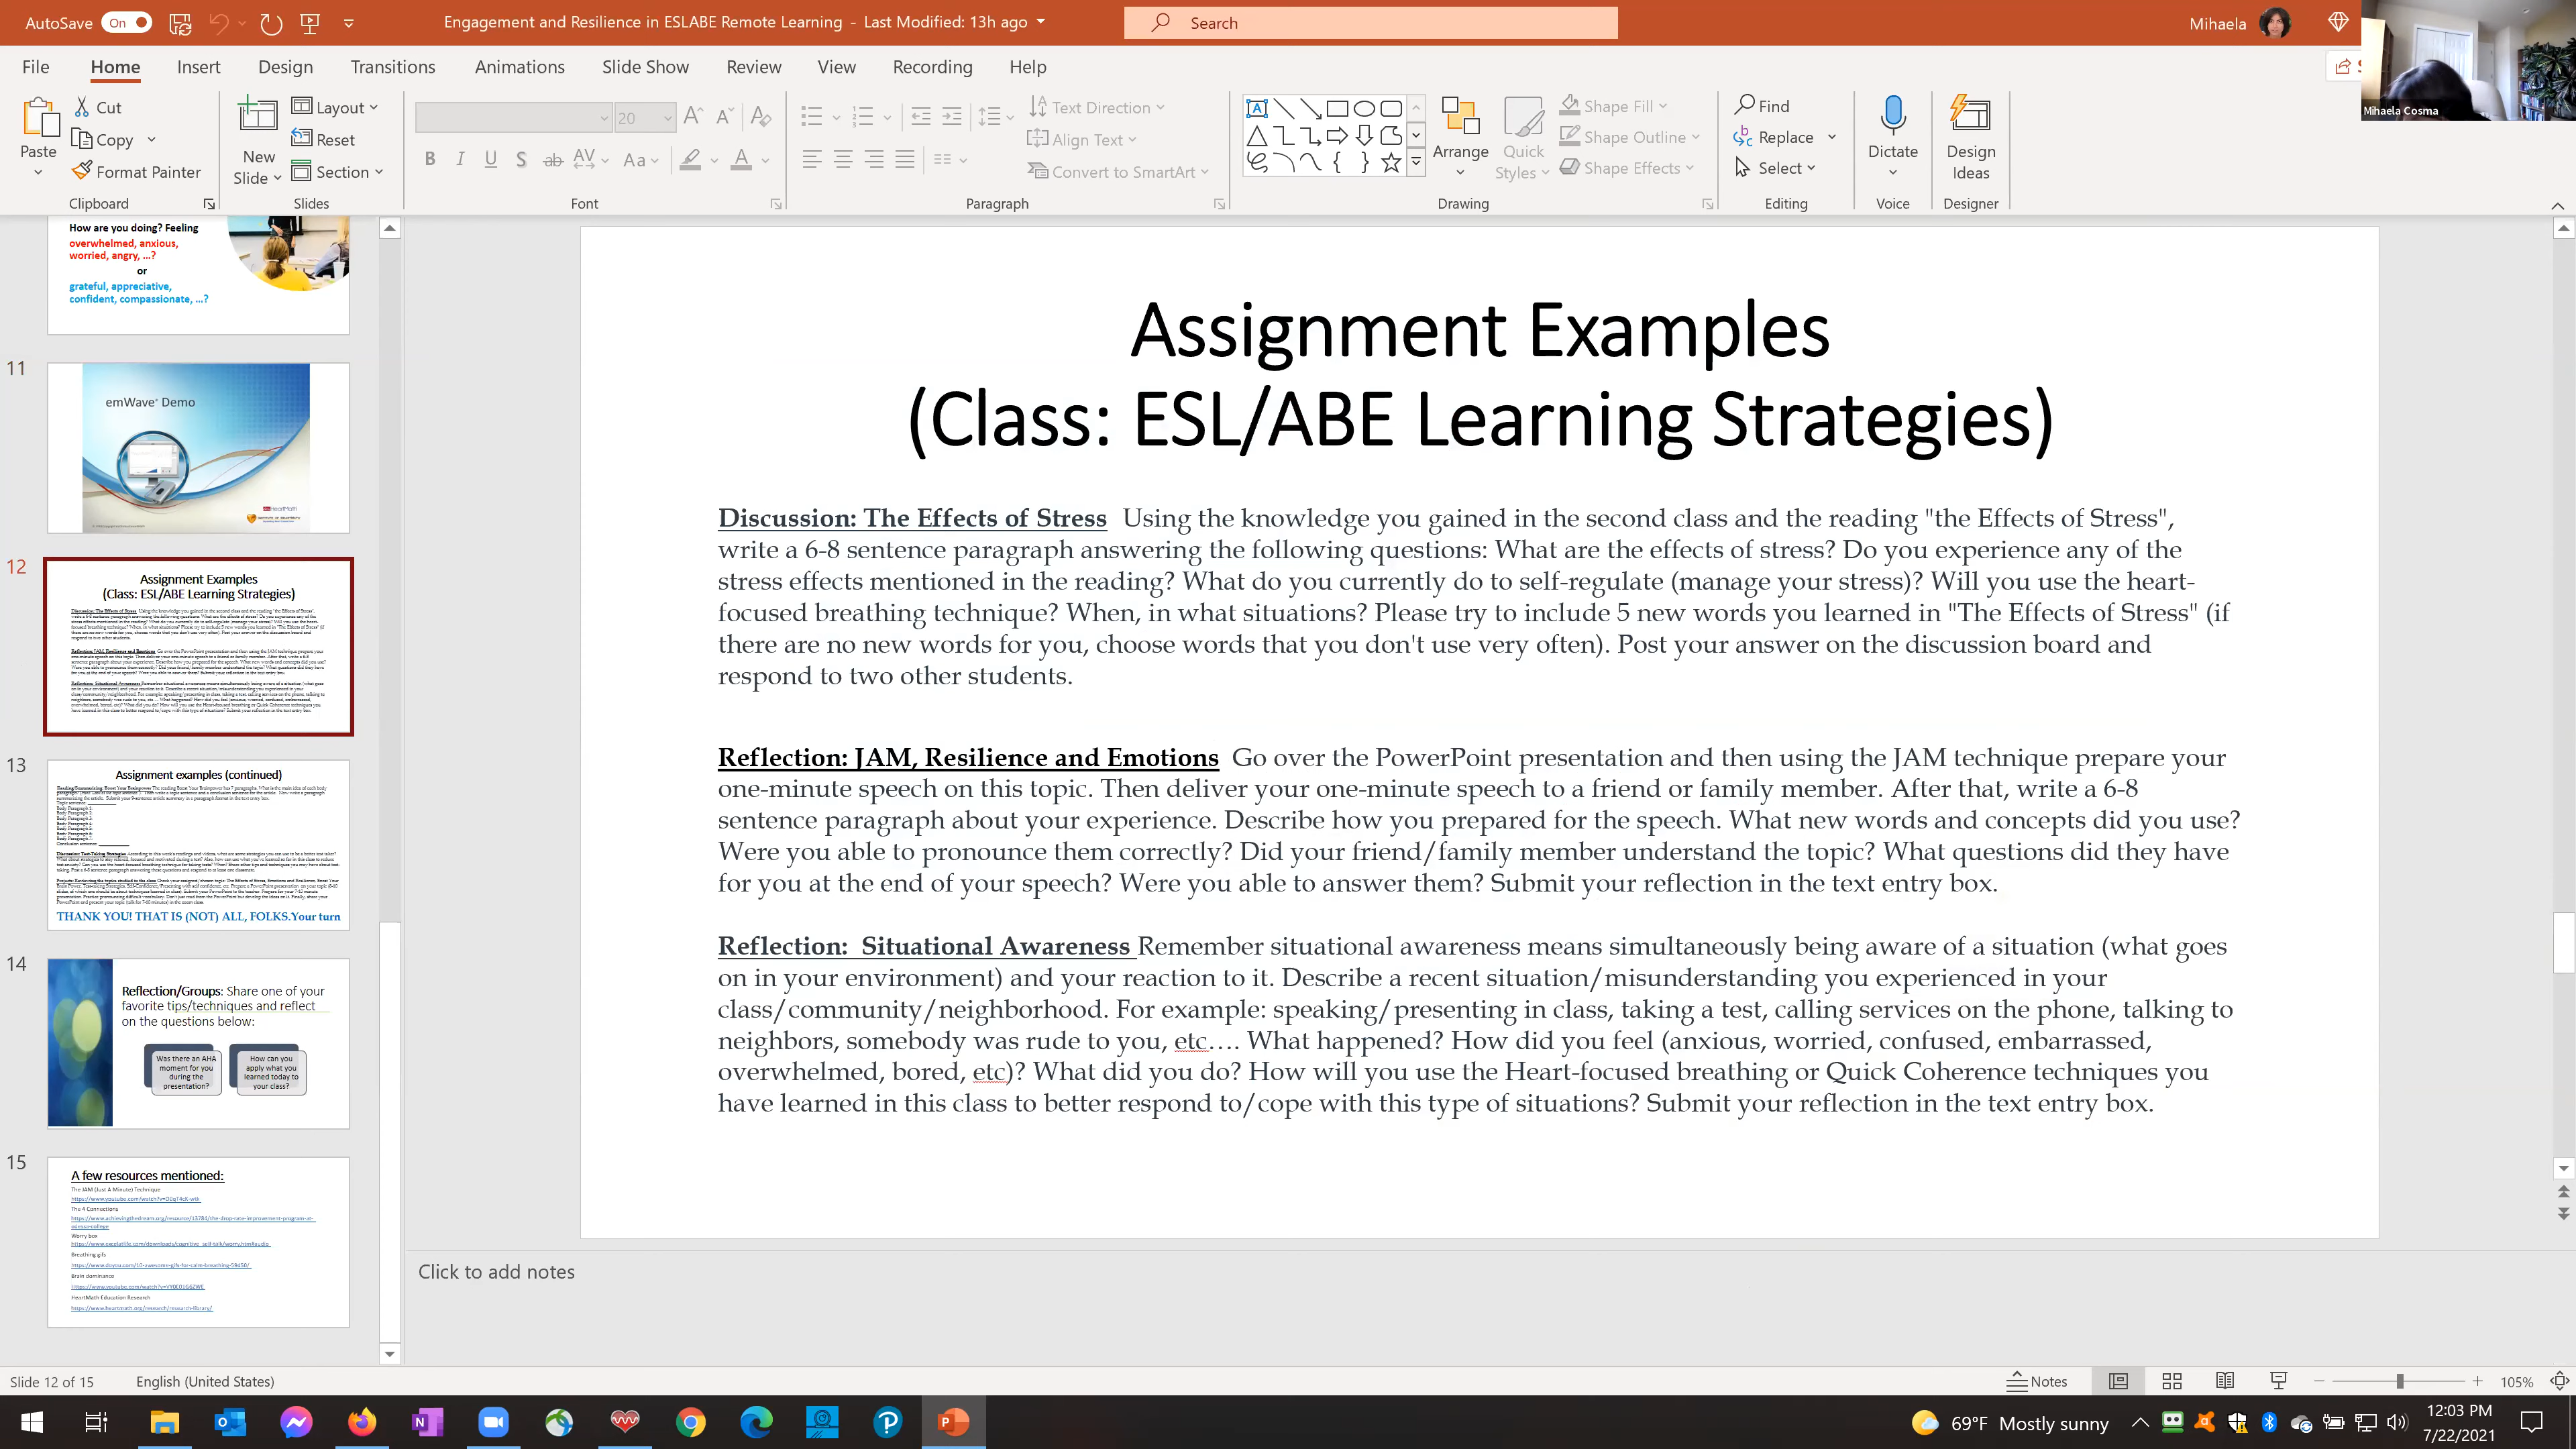 AutoSave On
Engagement and Resilience in ESLABE Remote Learning - Last Modified: 13h ago
Search
Mihaela
Mihaela Cosma
File Home Insert Design Transitions Animations Slide Show Review View Recording Help
Paste
Cut
Copy
Format Painter
Clipboard
New Slide
Layout
Reset
Section
Slides
20
Font
Text Direction
Align Text
Convert to SmartArt
Paragraph
Arrange
Quick Styles
Shape Fill
Shape Outline
Shape Effects
Drawing
Find
Replace
Select
Editing
Dictate
Voice
Design Ideas
Designer
How are you doing? Feeling
overwhelmed, anxious,
worried, angry, ...?
or
grateful, appreciative,
confident, compassionate, ...?
11
emWave® Demo
12
Assignment Examples
(Class: ESL/ABE Learning Strategies)
13
Assignment examples (continued)
THANK YOU! THAT IS (NOT) ALL, FOLKS.Your turn
14
Reflection/Groups: Share one of your
favorite tips/techniques and reflect
on the questions below:
Was there an AHA
moment for you
during the
presentation?
How can you
apply what you
learned today to
your class?
15
A few resources mentioned:
The JAM (Just A Minute) Technique
The 4 Connections
Worry box
Breathing gifs
Brain dominance
HeartMath Education Research
https://www.heartmath.org/research/research-library/
Assignment Examples
(Class: ESL/ABE Learning Strategies)
Discussion: The Effects of Stress Using the knowledge you gained in the second class and the reading "the Effects of Stress",
write a 6-8 sentence paragraph answering the following questions: What are the effects of stress? Do you experience any of the
stress effects mentioned in the reading? What do you currently do to self-regulate (manage your stress)? Will you use the heart-
focused breathing technique? When, in what situations? Please try to include 5 new words you learned in "The Effects of Stress" (if
there are no new words for you, choose words that you don't use very often). Post your answer on the discussion board and
respond to two other students.
Reflection: JAM, Resilience and Emotions Go over the PowerPoint presentation and then using the JAM technique prepare your
one-minute speech on this topic. Then deliver your one-minute speech to a friend or family member. After that, write a 6-8
sentence paragraph about your experience. Describe how you prepared for the speech. What new words and concepts did you use?
Were you able to pronounce them correctly? Did your friend/family member understand the topic? What questions did they have
for you at the end of your speech? Were you able to answer them? Submit your reflection in the text entry box.
Reflection: Situational Awareness Remember situational awareness means simultaneously being aware of a situation (what goes
on in your environment) and your reaction to it. Describe a recent situation/misunderstanding you experienced in your
class/community/neighborhood. For example: speaking/presenting in class, taking a test, calling services on the phone, talking to
neighbors, somebody was rude to you, etc.... What happened? How did you feel (anxious, worried, confused, embarrassed,
overwhelmed, bored, etc)? What did you do? How will you use the Heart-focused breathing or Quick Coherence techniques you
have learned in this class to better respond to/cope with this type of situations? Submit your reflection in the text entry box.
Click to add notes
Slide 12 of 15 English (United States)
Notes
105%
69°F Mostly sunny
12:03 PM
7/22/2021